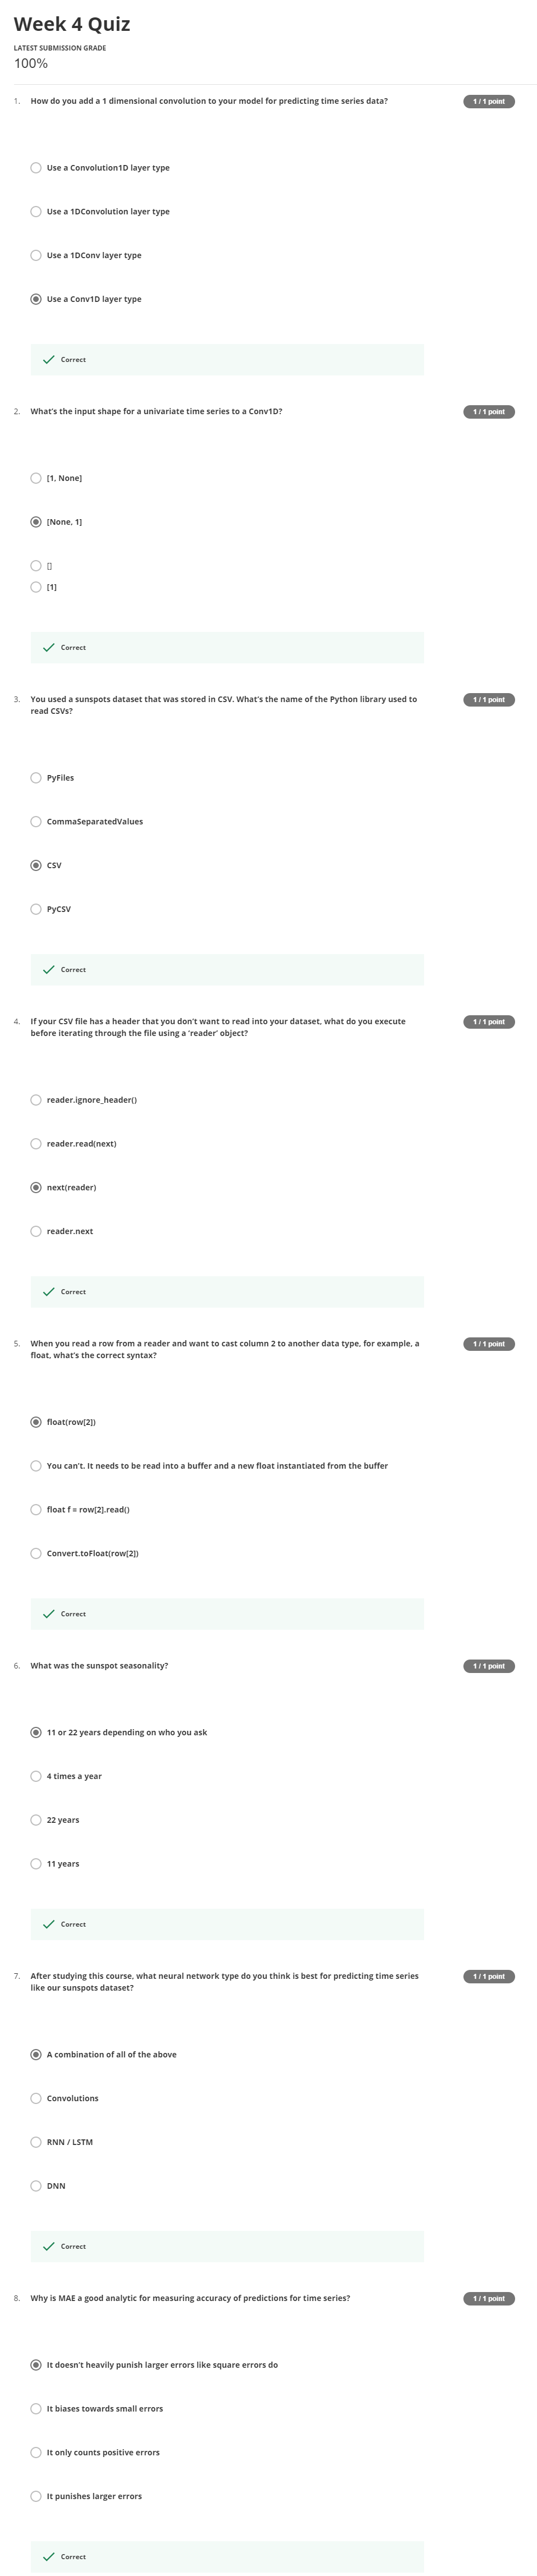 Week 4 Quiz
LATEST SUBMISSION GRADE
100%
1. How do you add a 1 dimensional convolution to your model for predicting time series data? 1 / 1 point
Use a Convolution1D layer type
Use a 1DConvolution layer type
Use a 1DConv layer type
Use a Conv1D layer type
Correct
2. What's the input shape for a univariate time series to a Conv1D? 1 / 1 point
[1, None]
[None, 1]
[]
[1]
Correct
3. You used a sunspots dataset that was stored in CSV. What's the name of the Python library used to 1 / 1 point
read CSVs?
PyFiles
CommaSeparatedValues
CSV
PyCSV
Correct
4. If your CSV file has a header that you don't want to read into your dataset, what do you execute 1 / 1 point
before iterating through the file using a 'reader' object?
reader.ignore_header()
reader.read(next)
next(reader)
reader.next
Correct
5. When you read a row from a reader and want to cast column 2 to another data type, for example, a 1 / 1 point
float, what's the correct syntax?
float(row[2])
You can't. It needs to be read into a buffer and a new float instantiated from the buffer
float f = row[2].read()
Convert.toFloat(row[2])
Correct
6. What was the sunspot seasonality? 1 / 1 point
11 or 22 years depending on who you ask
4 times a year
22 years
11 years
Correct
7. After studying this course, what neural network type do you think is best for predicting time series 1 / 1 point
like our sunspots dataset?
A combination of all of the above
Convolutions
RNN / LSTM
DNN
Correct
8. Why is MAE a good analytic for measuring accuracy of predictions for time series? 1 / 1 point
It doesn't heavily punish larger errors like square errors do
It biases towards small errors
It only counts positive errors
It punishes larger errors
Correct